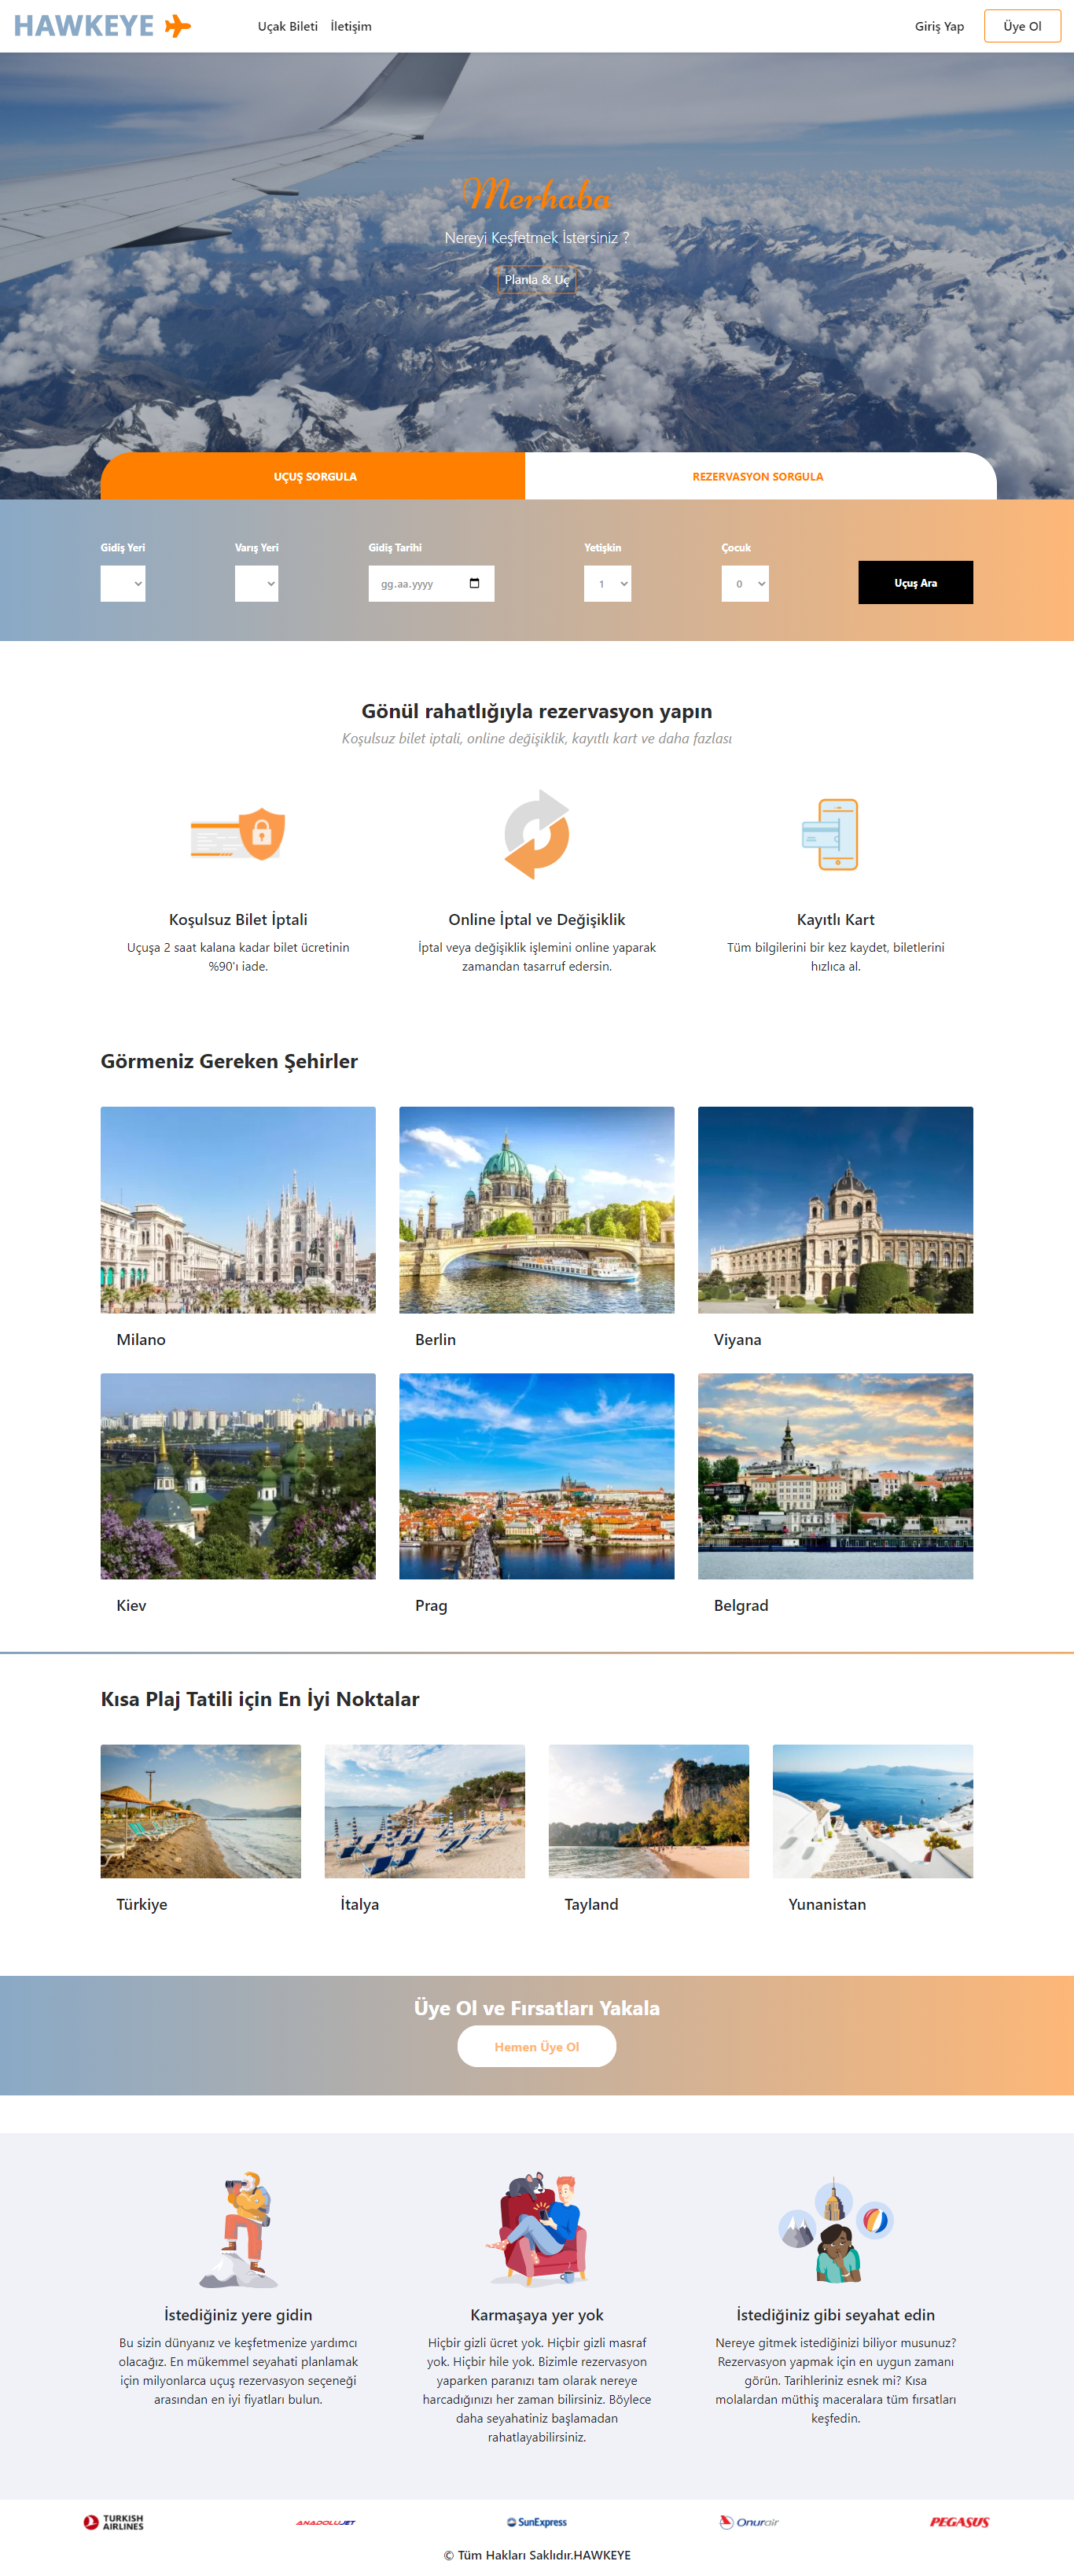 HAWKEYE
Uçak Bileti İletişim
Giriş Yap
Üye Ol
Merhaba
Nereyi Keşfetmek İstersiniz ?
Planla & Uç
UÇUŞ SORGULA
REZERVASYON SORGULA
Gidiş Yeri
Varış Yeri
Gidiş Tarihi
Yetişkin
Çocuk
gg.aa.yyyy
1
0
Uçuş Ara
Gönül rahatlığıyla rezervasyon yapın
Koşulsuz bilet iptali, online değişiklik, kayıtlı kart ve daha fazlası
Koşulsuz Bilet İptali
Uçuşa 2 saat kalana kadar bilet ücretinin
%90'ı iade.
Online İptal ve Değişiklik
İptal veya değişiklik işlemini online yaparak
zamandan tasarruf edersin.
Kayıtlı Kart
Tüm bilgilerini bir kez kaydet, biletlerini
hızlıca al.
Görmeniz Gereken Şehirler
Milano
Berlin
Viyana
Kiev
Prag
Belgrad
Kısa Plaj Tatili için En İyi Noktalar
Türkiye
İtalya
Tayland
Yunanistan
Üye Ol ve Fırsatları Yakala
Hemen Üye Ol
İstediğiniz yere gidin
Bu sizin dünyanız ve keşfetmenize yardımcı
olacağız. En mükemmel seyahati planlamak
için milyonlarca uçuş rezervasyon seçeneği
arasından en iyi fiyatları bulun.
Karmaşaya yer yok
Hiçbir gizli ücret yok. Hiçbir gizli masraf
yok. Hiçbir hile yok. Bizimle rezervasyon
yaparken paranızı tam olarak nereye
harcadığınızı her zaman bilirsiniz. Böylece
daha seyahatiniz başlamadan
rahatlayabilirsiniz.
İstediğiniz gibi seyahat edin
Nereye gitmek istediğinizi biliyor musunuz?
Rezervasyon yapmak için en uygun zamanı
görün. Tarihleriniz esnek mi? Kısa
molalardan müthiş maceralara tüm fırsatları
keşfedin.
TURKISH
AIRLINES
ANADOLUJET
SunExpress
Onurair
PEGASUS
© Tüm Hakları Saklıdır.HAWKEYE